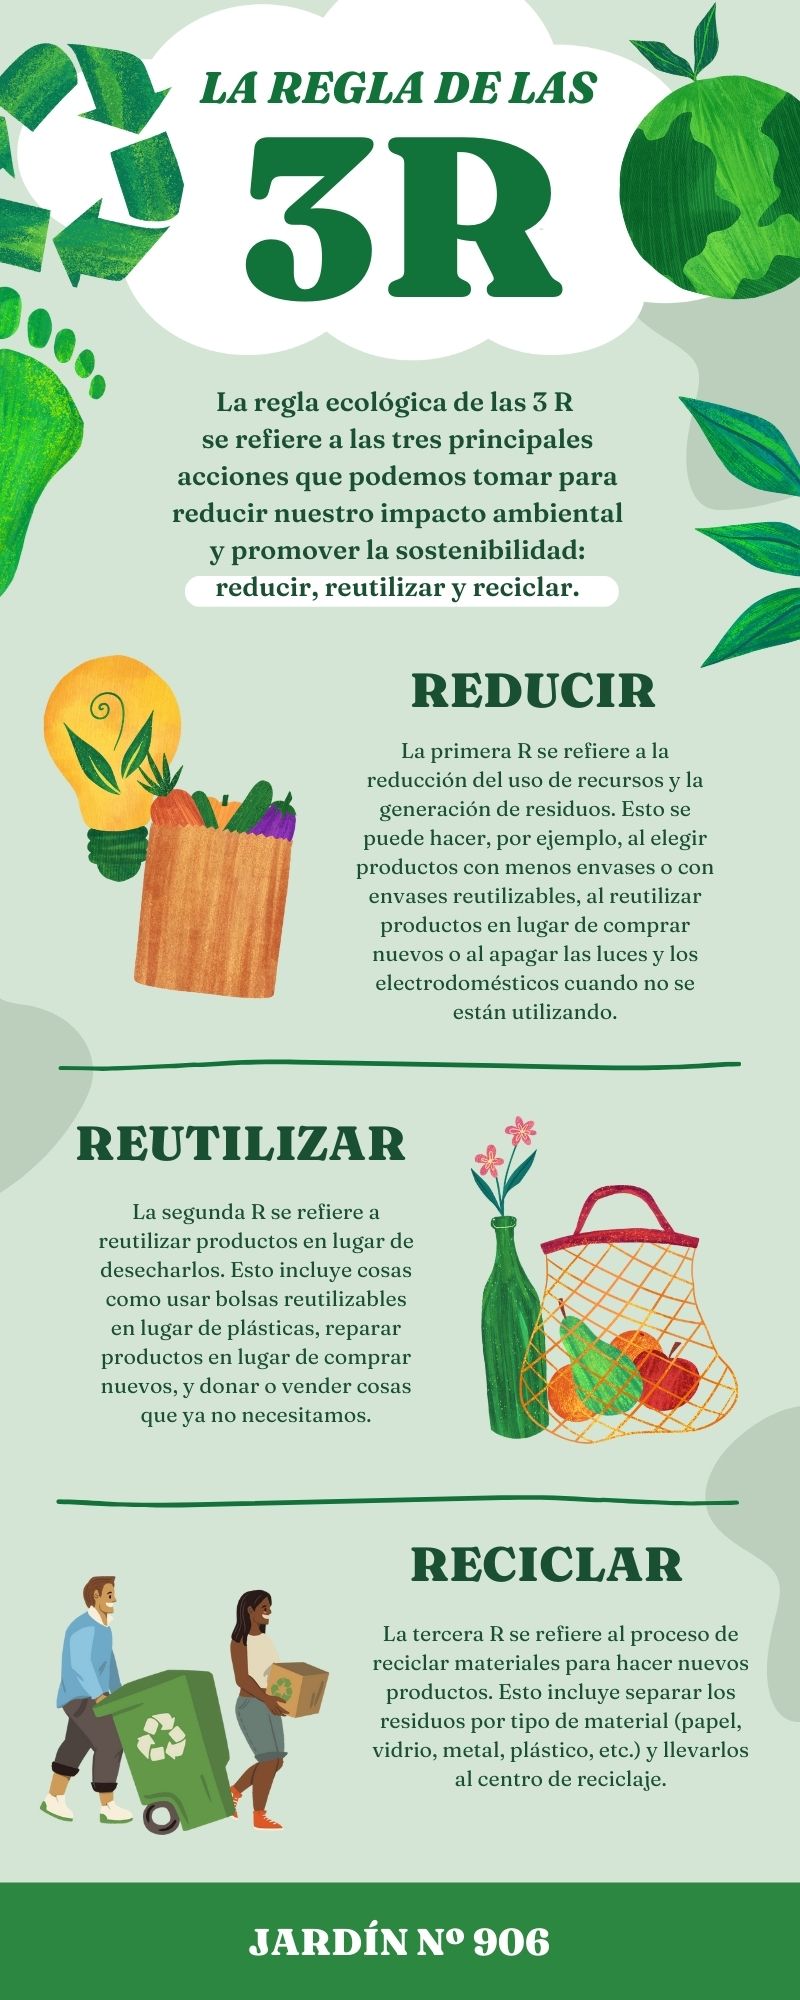 LA REGLA DE LAS
3R
La regla ecológica de las 3 R
se refiere a las tres principales
acciones que podemos tomar para
reducir nuestro impacto ambiental
y promover la sostenibilidad:
reducir, reutilizar y reciclar.
REDUCIR
La primera R se refiere a la
reducción del uso de recursos y la
generación de residuos. Esto se
puede hacer, por ejemplo, al elegir
productos con menos envases o con
envases reutilizables, al reutilizar
productos en lugar de comprar
nuevos o al apagar las luces y los
electrodomésticos cuando no se
están utilizando.
REUTILIZAR
La segunda R se refiere a
reutilizar productos en lugar de
desecharlos. Esto incluye cosas
como usar bolsas reutilizables
en lugar de plásticas, reparar
productos en lugar de comprar
nuevos, y donar o vender cosas
que ya no necesitamos.
RECICLAR
La tercera R se refiere al proceso de
reciclar materiales para hacer nuevos
productos. Esto incluye separar los
residuos por tipo de material (papel,
vidrio, metal, plástico, etc.) y llevarlos
al centro de reciclaje.
JARDÍN Nº 906